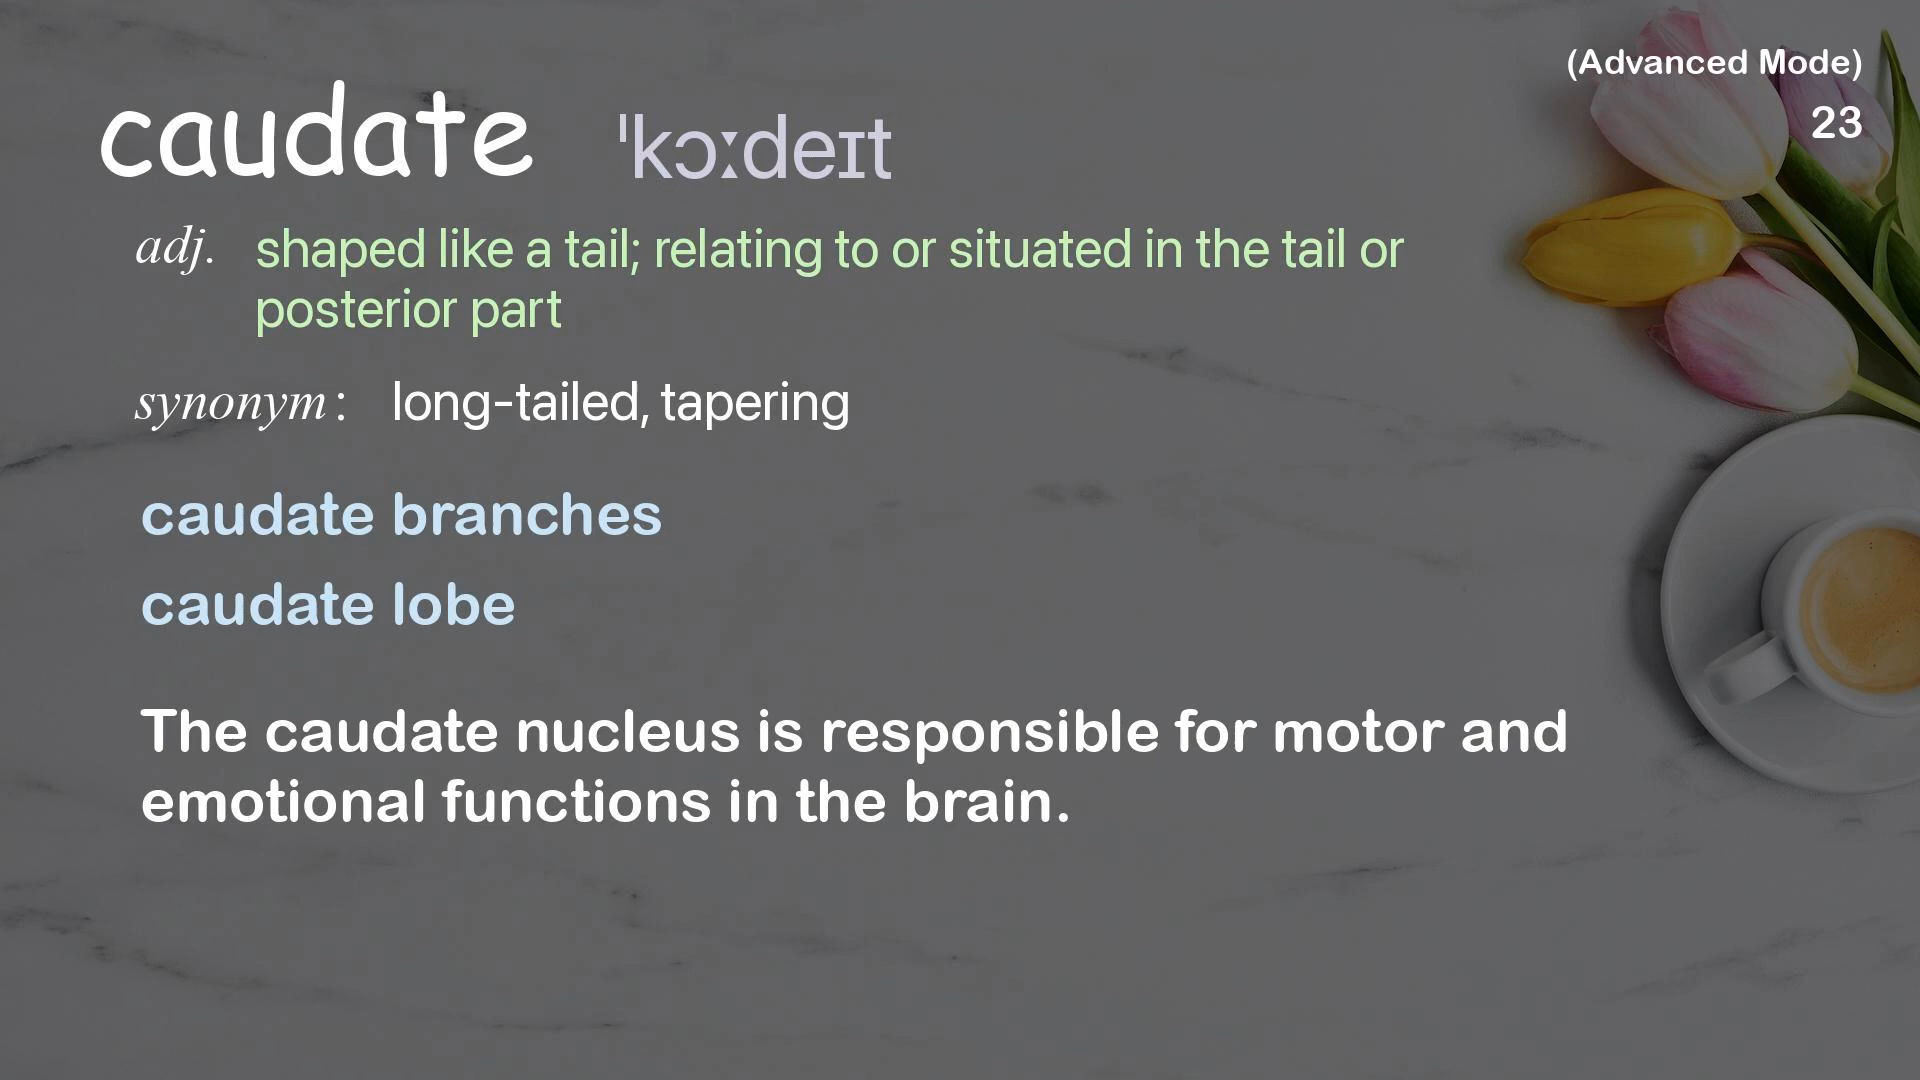 (Advanced Mode)
23
caudate ˈkɔːdeɪt
adj. shaped like a tail; relating to or situated in the tail or
posterior part
synonym: long-tailed, tapering
caudate branches
caudate lobe
The caudate nucleus is responsible for motor and
emotional functions in the brain.